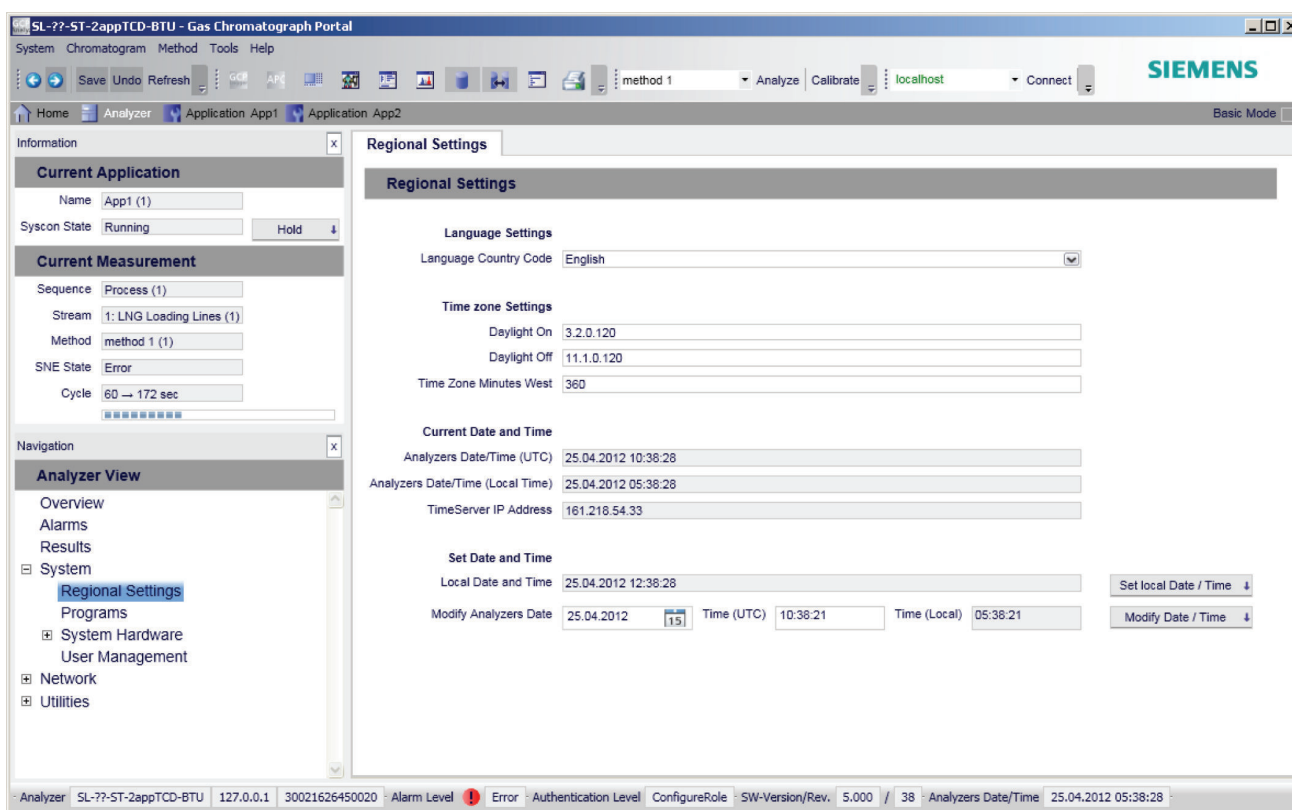 SL-??-ST-2appTCD-BTU - Gas Chromatograph Portal
System Chromatogram Method Tools Help
Save Undo Refresh method 1 Analyze Calibrate localhost Connect
SIEMENS
Home Analyzer Application App1 Application App2 Basic Mode
Information x
Current Application
Name App1 (1)
Syscon State Running Hold
Current Measurement
Sequence Process (1)
Stream 1: LNG Loading Lines (1)
Method method 1 (1)
SNE State Error
Cycle 60 → 172 sec
Navigation x
Analyzer View
Overview
Alarms
Results
System
Regional Settings
Programs
System Hardware
User Management
Network
Utilities
Regional Settings
Regional Settings
Language Settings
Language Country Code English
Time zone Settings
Daylight On 3.2.0.120
Daylight Off 11.1.0.120
Time Zone Minutes West 360
Current Date and Time
Analyzers Date/Time (UTC) 25.04.2012 10:38:28
Analyzers Date/Time (Local Time) 25.04.2012 05:38:28
TimeServer IP Address 161.218.54.33
Set Date and Time
Local Date and Time 25.04.2012 12:38:28 Set local Date / Time
Modify Analyzers Date 25.04.2012 15 Time (UTC) 10:38:21 Time (Local) 05:38:21 Modify Date / Time
Analyzer SL-??-ST-2appTCD-BTU 127.0.0.1 30021626450020 Alarm Level Error Authentication Level ConfigureRole SW-Version/Rev. 5.000 / 38 Analyzers Date/Time 25.04.2012 05:38:28